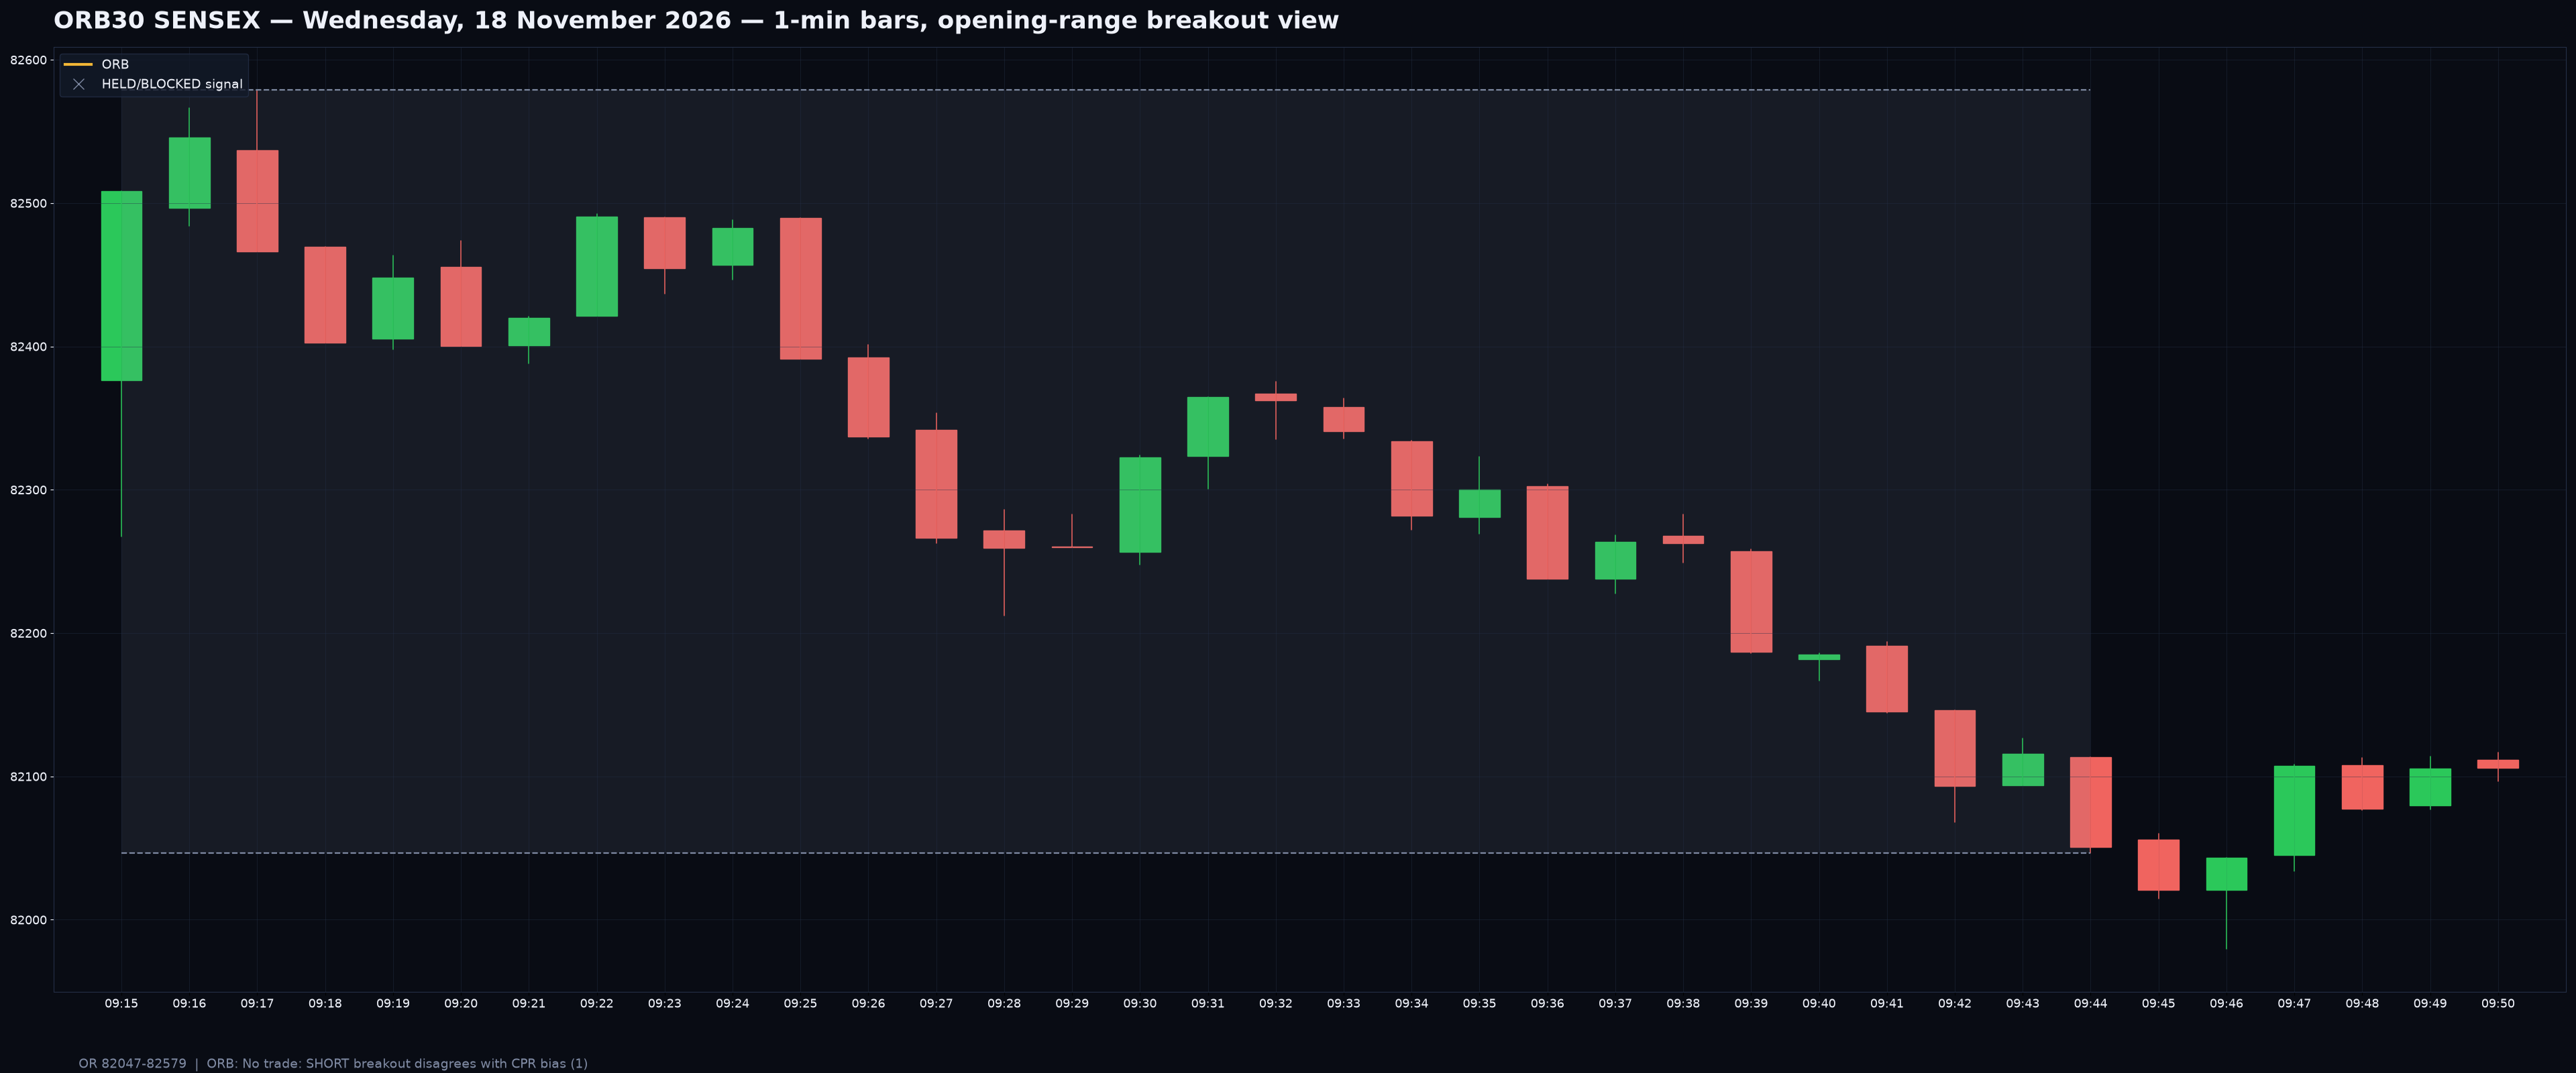 ORB30 SENSEX — Wednesday, 18 November 2026 — 1-min bars, opening-range breakout view
ORB
HELD/BLOCKED signal
82600
82500
82400
82300
82200
82100
82000
09:15 09:16 09:17 09:18 09:19 09:20 09:21 09:22 09:23 09:24 09:25 09:26 09:27 09:28 09:29 09:30 09:31 09:32 09:33 09:34 09:35 09:36 09:37 09:38 09:39 09:40 09:41 09:42 09:43 09:44 09:45 09:46 09:47 09:48 09:49 09:50
OR 82047-82579 | ORB: No trade: SHORT breakout disagrees with CPR bias (1)